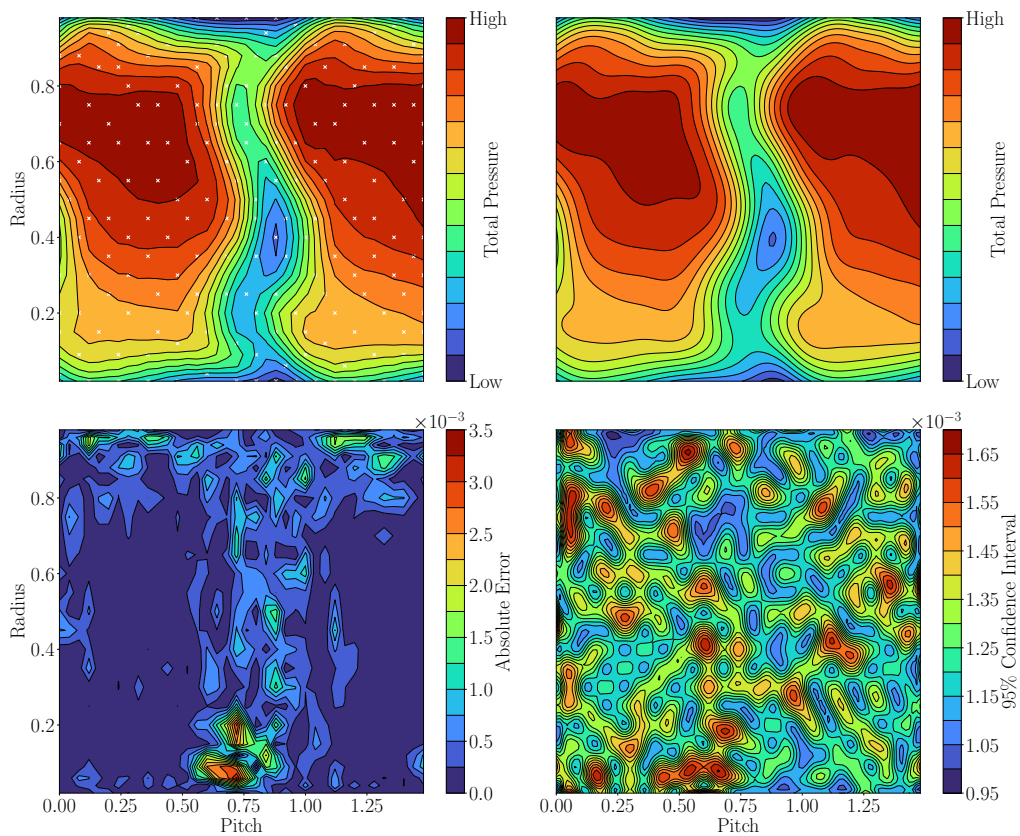 High
High
0.8
0.6
0.4
0.2
Radius
Total Pressure
Total Pressure
Low
Low
×10⁻³
×10⁻³
3.5
3.0
2.5
2.0
1.5
1.0
0.5
0.0
1.65
1.55
1.45
1.35
1.25
1.15
1.05
0.95
0.8
0.6
0.4
0.2
Radius
Absolute Error
95% Confidence Interval
0.00 0.25 0.50 0.75 1.00 1.25
0.00 0.25 0.50 0.75 1.00 1.25
Pitch
Pitch